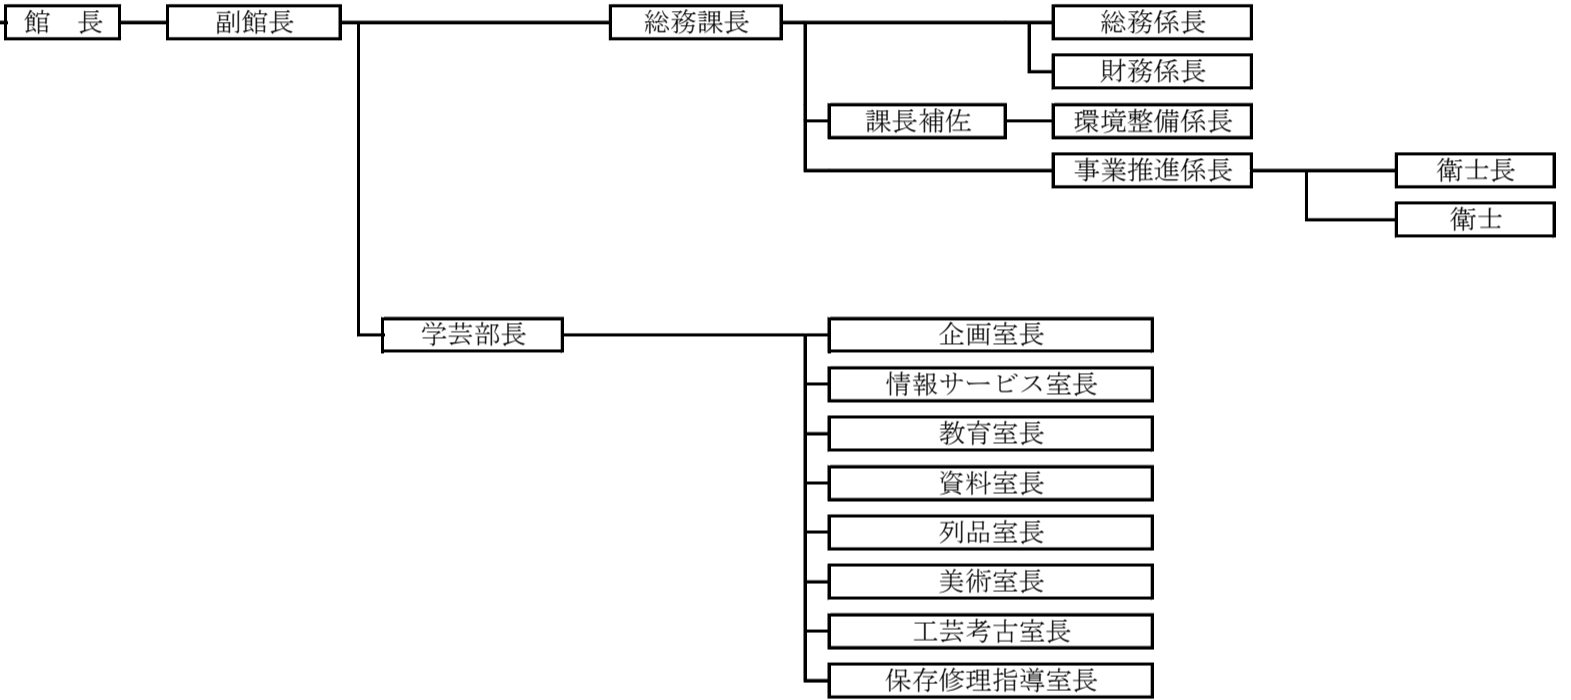 館　長
副館長
総務課長
総務係長
財務係長
課長補佐
環境整備係長
事業推進係長
衛士長
衛士
学芸部長
企画室長
情報サービス室長
教育室長
資料室長
列品室長
美術室長
工芸考古室長
保存修理指導室長